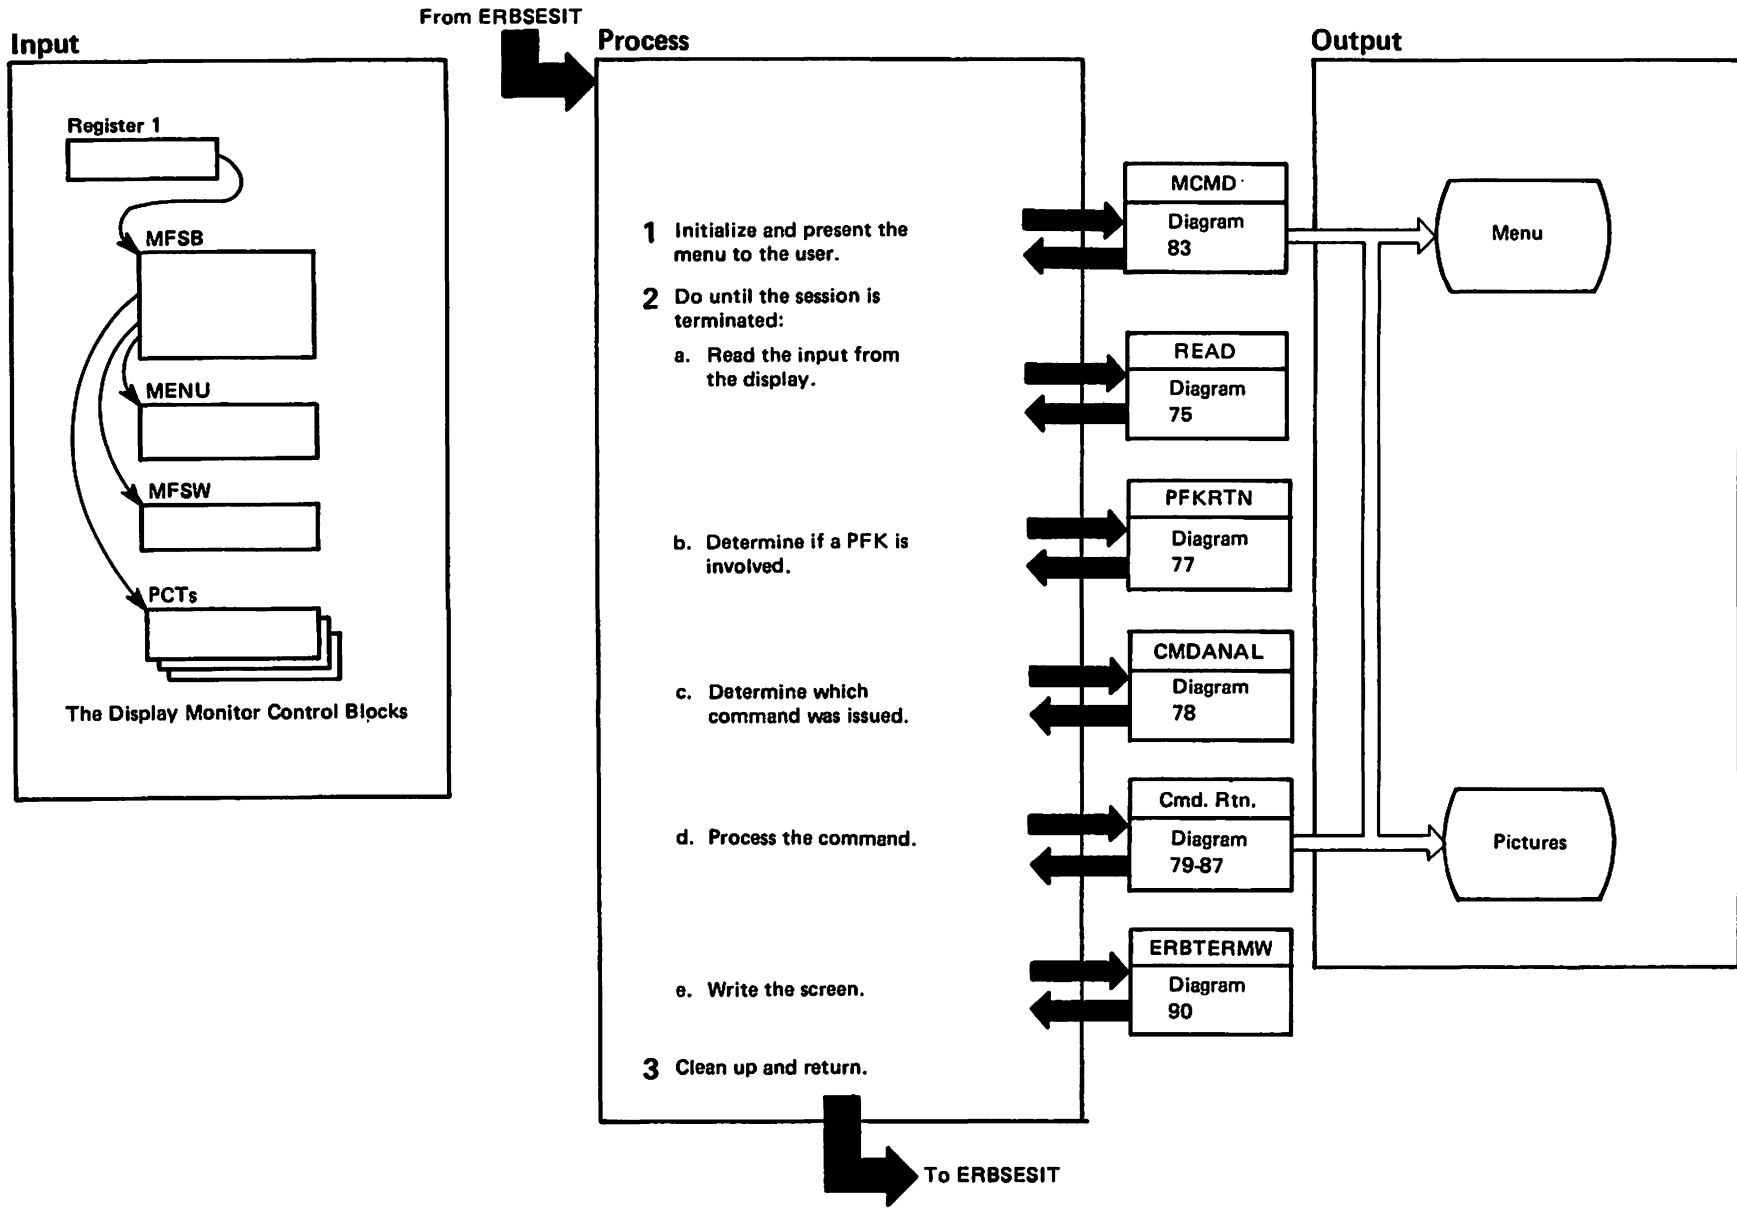 From ERBSESIT
Input
Process
Output
Register 1
MFSB
MENU
MFSW
PCTs
The Display Monitor Control Blocks
1 Initialize and present the
menu to the user.
2 Do until the session is
terminated:
a. Read the input from
the display.
b. Determine if a PFK is
involved.
c. Determine which
command was issued.
d. Process the command.
e. Write the screen.
3 Clean up and return.
To ERBSESIT
MCMD
Diagram
83
READ
Diagram
75
PFKRTN
Diagram
77
CMDANAL
Diagram
78
Cmd. Rtn.
Diagram
79-87
ERBTERMW
Diagram
90
Menu
Pictures